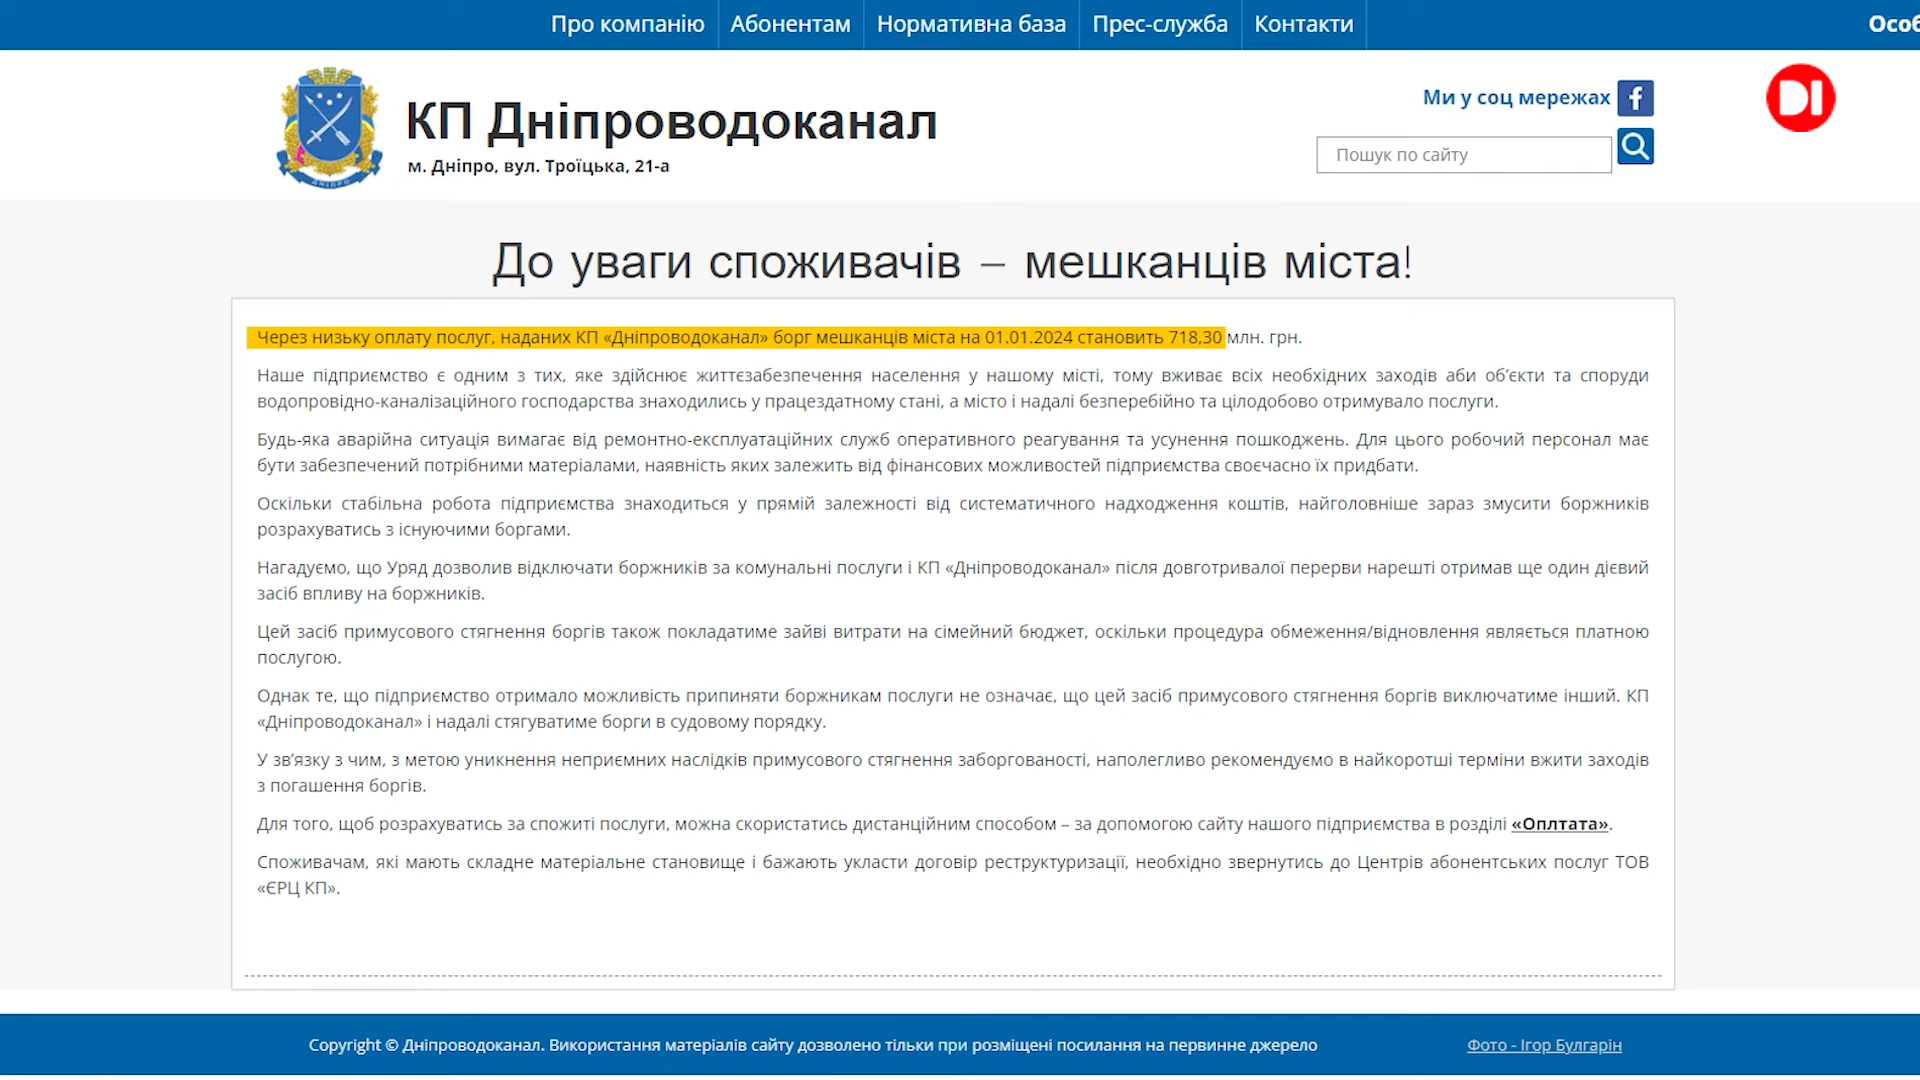 Про компанію Абонентам Нормативна база Прес-служба Контакти Особ
КП Дніпроводоканал
м. Дніпро, вул. Троїцька, 21-а
Ми у соц мережах
Пошук по сайту
DI
ДНІПРО
До уваги споживачів – мешканців міста!
Через низьку оплату послуг, наданих КП «Дніпроводоканал» борг мешканців міста на 01.01.2024 становить 718,30 млн. грн.
Наше підприємство є одним з тих, яке здійснює життєзабезпечення населення у нашому місті, тому вживає всіх необхідних заходів аби об’єкти та споруди
водопровідно-каналізаційного господарства знаходились у працездатному стані, а місто і надалі безперебійно та цілодобово отримувало послуги.
Будь-яка аварійна ситуація вимагає від ремонтно-експлуатаційних служб оперативного реагування та усунення пошкоджень. Для цього робочий персонал має
бути забезпечений потрібними матеріалами, наявність яких залежить від фінансових можливостей підприємства своєчасно їх придбати.
Оскільки стабільна робота підприємства знаходиться у прямій залежності від систематичного надходження коштів, найголовніше зараз змусити боржників
розрахуватись з існуючими боргами.
Нагадуємо, що Уряд дозволив відключати боржників за комунальні послуги і КП «Дніпроводоканал» після довготривалої перерви нарешті отримав ще один дієвий
засіб впливу на боржників.
Цей засіб примусового стягнення боргів також покладатиме зайві витрати на сімейний бюджет, оскільки процедура обмеження/відновлення являється платною
послугою.
Однак те, що підприємство отримало можливість припиняти боржникам послуги не означає, що цей засіб примусового стягнення боргів виключатиме інший. КП
«Дніпроводоканал» і надалі стягуватиме борги в судовому порядку.
У зв’язку з чим, з метою уникнення неприємних наслідків примусового стягнення заборгованості, наполегливо рекомендуємо в найкоротші терміни вжити заходів
з погашення боргів.
Для того, щоб розрахуватись за спожиті послуги, можна скористатись дистанційним способом – за допомогою сайту нашого підприємства в розділі «Оплтата».
Споживачам, які мають складне матеріальне становище і бажають укласти договір реструктуризації, необхідно звернутись до Центрів абонентських послуг ТОВ
«ЄРЦ КП».
Copyright © Дніпроводоканал. Використання матеріалів сайту дозволено тільки при розміщені посилання на первинне джерело
Фото - Ігор Булгарін